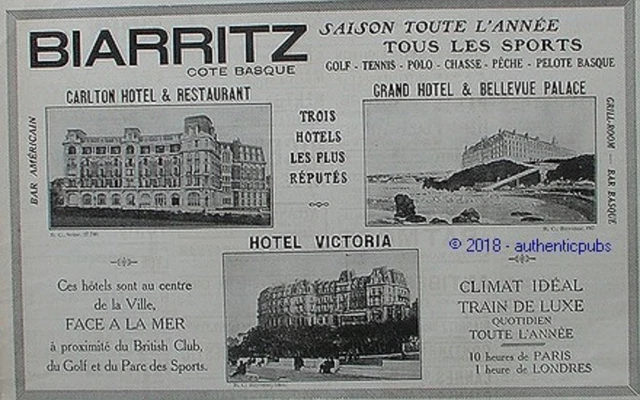 BIARRITZ
COTE BASQUE
SAISON TOUTE L'ANNÉE
TOUS LES SPORTS
GOLF - TENNIS - POLO - CHASSE - PÊCHE - PELOTE BASQUE
CARLTON HOTEL & RESTAURANT
GRAND HOTEL & BELLEVUE PALACE
BAR AMÉRICAIN
TROIS
HOTELS
LES PLUS
RÉPUTÉS
GRILL-ROOM — BAR BASQUE
HOTEL VICTORIA
© 2018 - authenticpubs
Ces hôtels sont au centre
de la Ville,
FACE A LA MER
à proximité du British Club,
du Golf et du Parc des Sports.
CLIMAT IDÉAL
TRAIN DE LUXE
QUOTIDIEN
TOUTE L'ANNÉE
10 heures de PARIS
1 heure de LONDRES